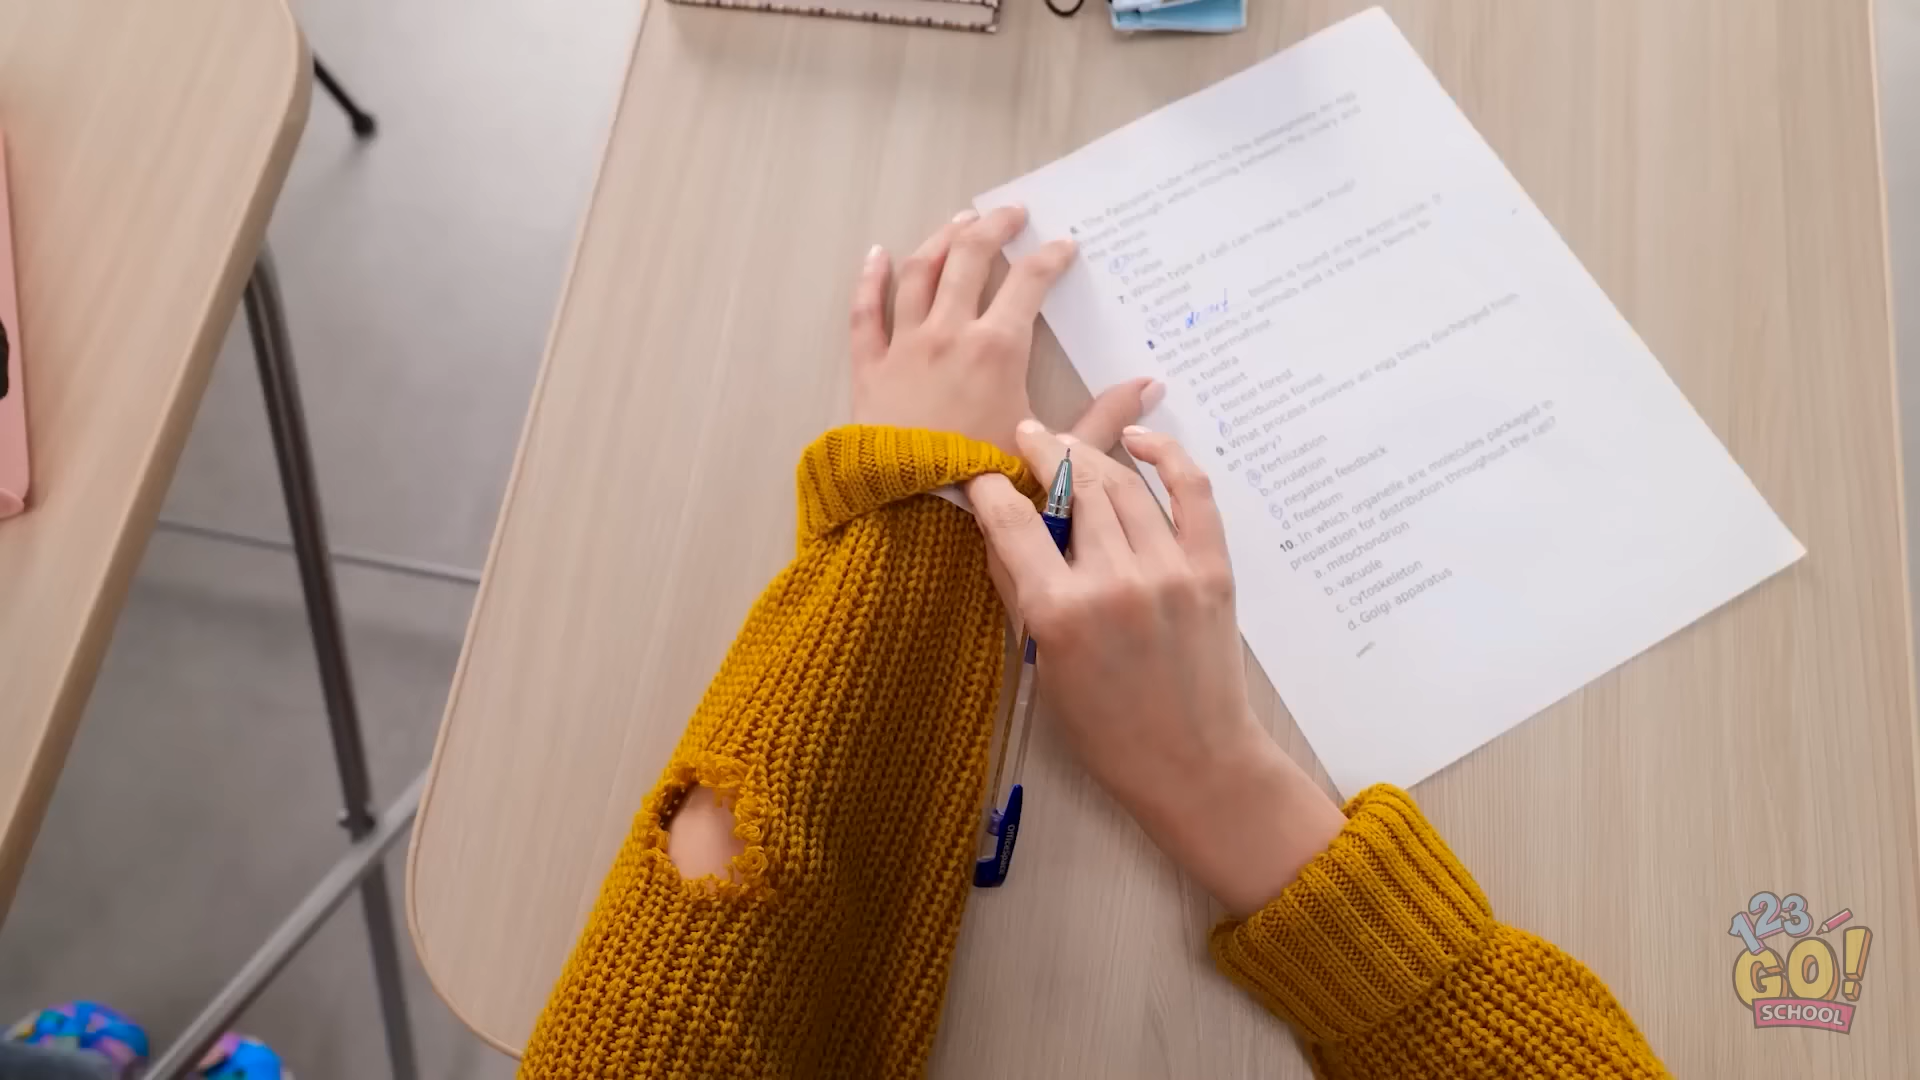 6. The Fallopian tube refers to the passageway an egg
travels through when moving between the ovary and
the uterus.
a. True
b. False
7. Which type of cell can make its own food?
a. animal
b. plant
8. The desert biome is found in the Arctic circle. It
has few plants or animals and is the only biome to
contain permafrost.
a. tundra
b. desert
c. boreal forest
d. deciduous forest
9. What process involves an egg being discharged from
an ovary?
a. fertilization
b. ovulation
c. negative feedback
d. freedom
10. In which organelle are molecules packaged in
preparation for distribution throughout the cell?
a. mitochondrion
b. vacuole
c. cytoskeleton
d. Golgi apparatus
OfficeSpace
123
GO!
SCHOOL